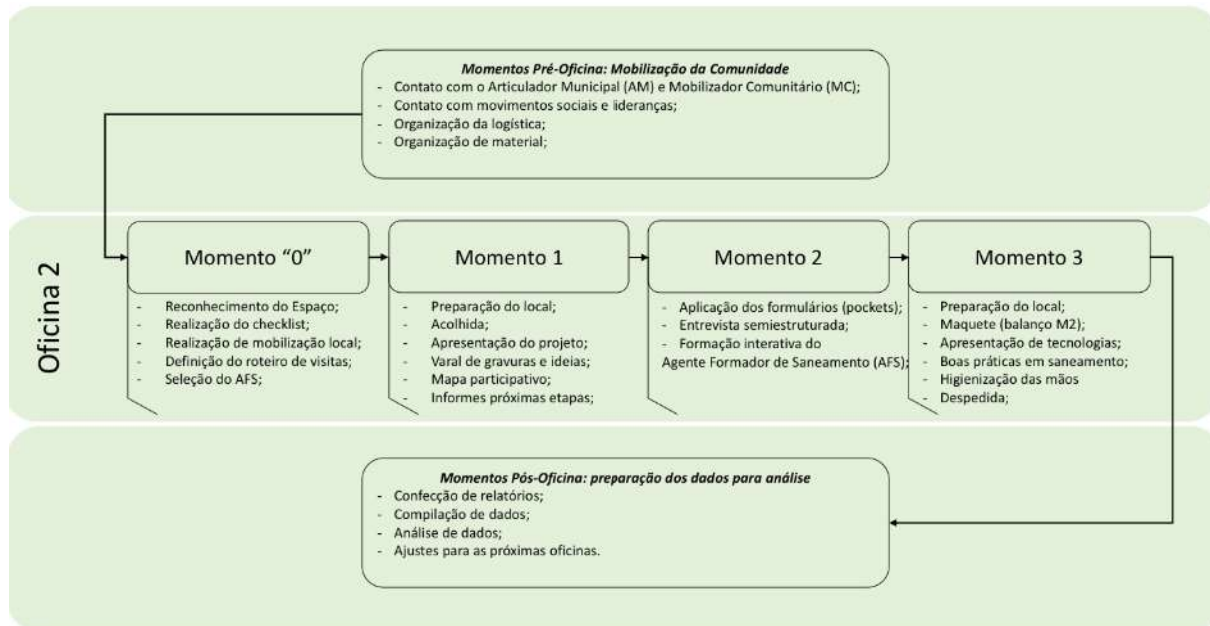 Momentos Pré-Oficina: Mobilização da Comunidade
- Contato com o Articulador Municipal (AM) e Mobilizador Comunitário (MC);
- Contato com movimentos sociais e lideranças;
- Organização da logística;
- Organização de material;
Oficina 2
Momento “0”
- Reconhecimento do Espaço;
- Realização do checklist;
- Realização de mobilização local;
- Definição do roteiro de visitas;
- Seleção do AFS;
Momento 1
- Preparação do local;
- Acolhida;
- Apresentação do projeto;
- Varal de gravuras e ideias;
- Mapa participativo;
- Informes próximas etapas;
Momento 2
- Aplicação dos formulários (pockets);
- Entrevista semiestruturada;
- Formação interativa do
Agente Formador de Saneamento (AFS);
Momento 3
- Preparação do local;
- Maquete (balanço M2);
- Apresentação de tecnologias;
- Boas práticas em saneamento;
- Higienização das mãos
- Despedida;
Momentos Pós-Oficina: preparação dos dados para análise
- Confecção de relatórios;
- Compilação de dados;
- Análise de dados;
- Ajustes para as próximas oficinas.